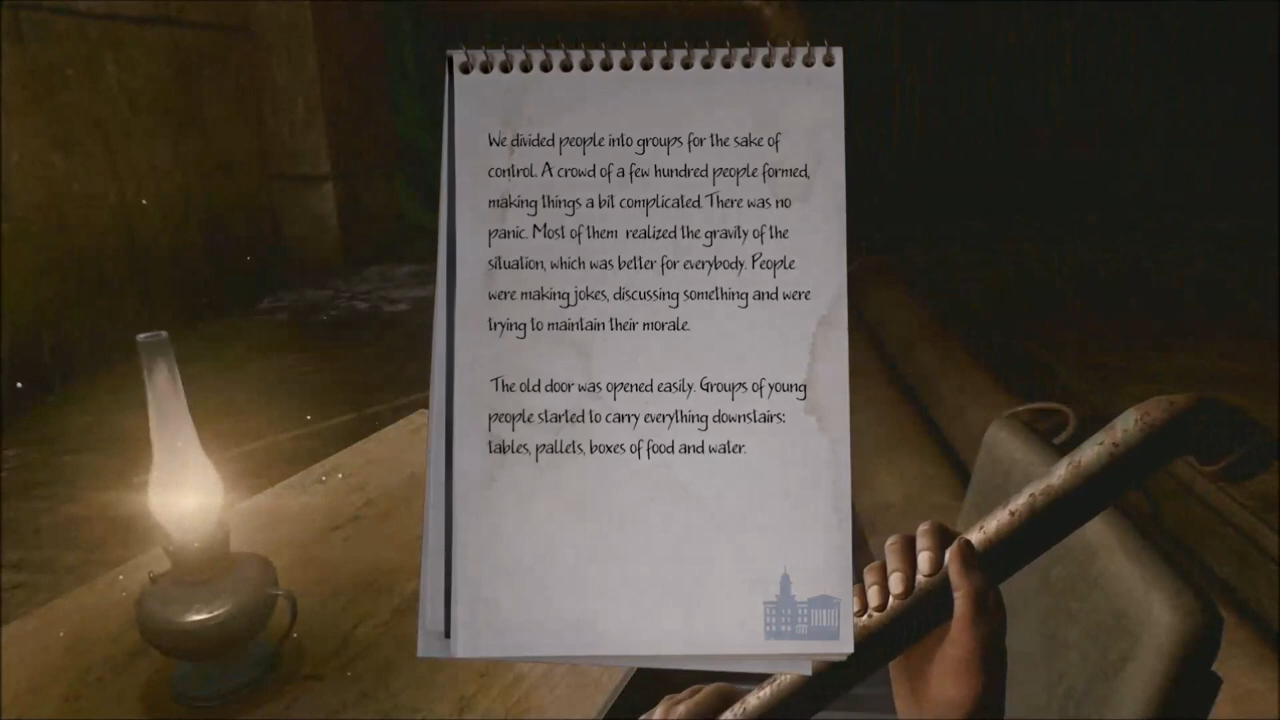 We divided people into groups for the sake of
control. A crowd of a few hundred people formed,
making things a bit complicated. There was no
panic. Most of them realized the gravity of the
situation, which was better for everybody. People
were making jokes, discussing something and were
trying to maintain their morale.
The old door was opened easily. Groups of young
people started to carry everything downstairs:
tables, pallets, boxes of food and water.